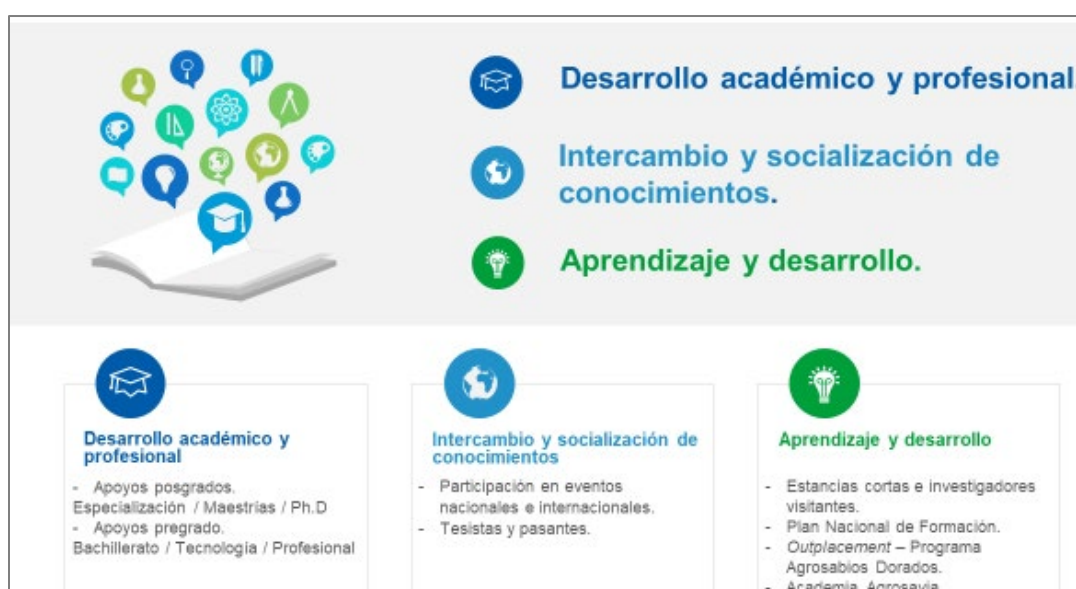 Desarrollo académico y profesional
Intercambio y socialización de
conocimientos.
Aprendizaje y desarrollo.
Desarrollo académico y
profesional
- Apoyos posgrados.
Especialización / Maestrías / Ph.D
- Apoyos pregrado.
Bachillerato / Tecnología / Profesional
Intercambio y socialización de
conocimientos
- Participación en eventos
nacionales e internacionales.
- Tesistas y pasantes.
Aprendizaje y desarrollo
- Estancias cortas e investigadores
visitantes.
- Plan Nacional de Formación.
- Outplacement – Programa
Agrosabios Dorados.
- Academia Agrosavia